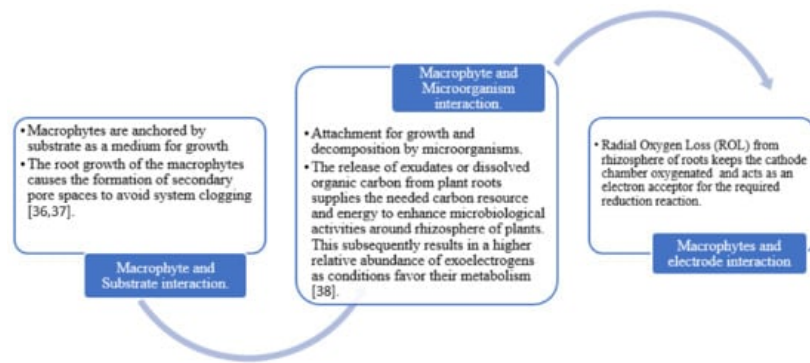 • Macrophytes are anchored by
substrate as a medium for growth
• The root growth of the macrophytes
causes the formation of secondary
pore spaces to avoid system clogging
[36,37].
Macrophyte and
Substrate interaction.
Macrophyte and
Microorganism
interaction.
• Attachment for growth and
decomposition by microorganisms.
• The release of exudates or dissolved
organic carbon from plant roots
supplies the needed carbon resource
and energy to enhance microbiological
activities around rhizosphere of plants.
This subsequently results in a higher
relative abundance of exoelectrogens
as conditions favor their metabolism
[38].
• Radial Oxygen Loss (ROL) from
rhizosphere of roots keeps the cathode
chamber oxygenated and acts as an
electron acceptor for the required
reduction reaction.
Macrophytes and
electrode interaction